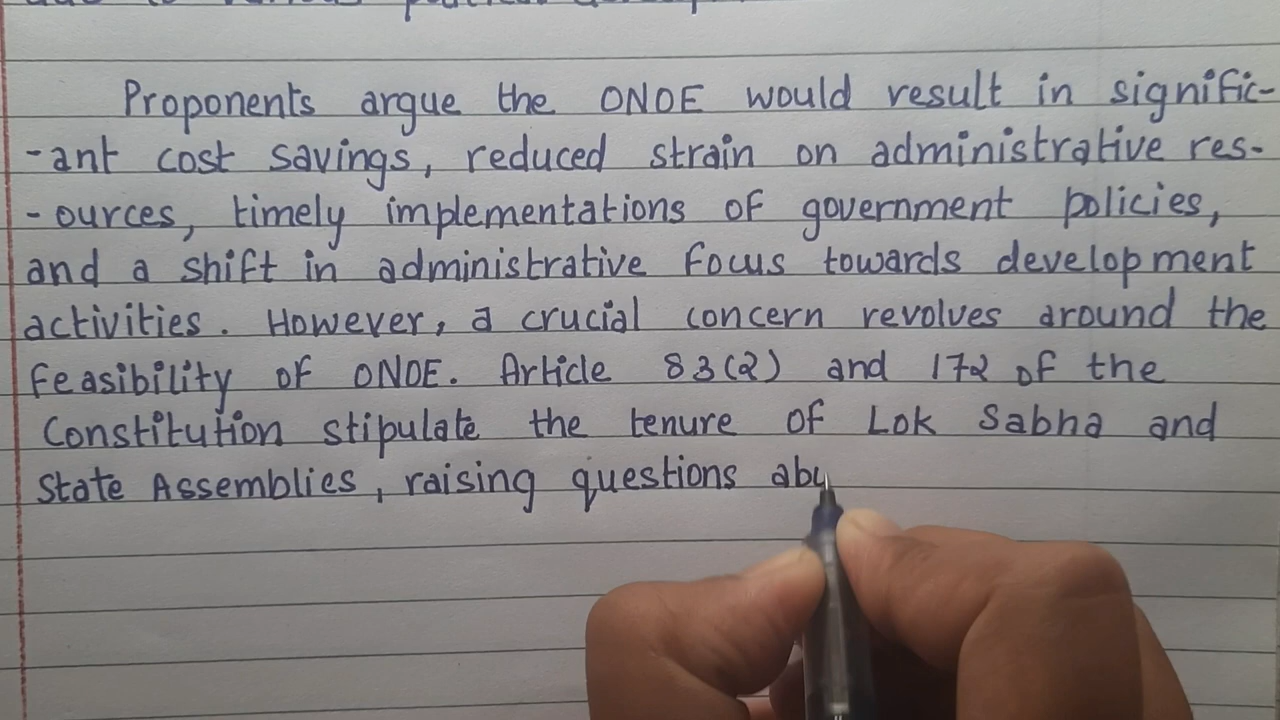 Proponents argue the ONOE would result in signific-
-ant cost savings, reduced strain on administrative res-
-ources, timely implementations of government policies,
and a shift in administrative focus towards development
activities. However, a crucial concern revolves around the
feasibility of ONOE. Article 83(2) and 172 of the
Constitution stipulate the tenure of Lok Sabha and
State Assemblies, raising questions abu